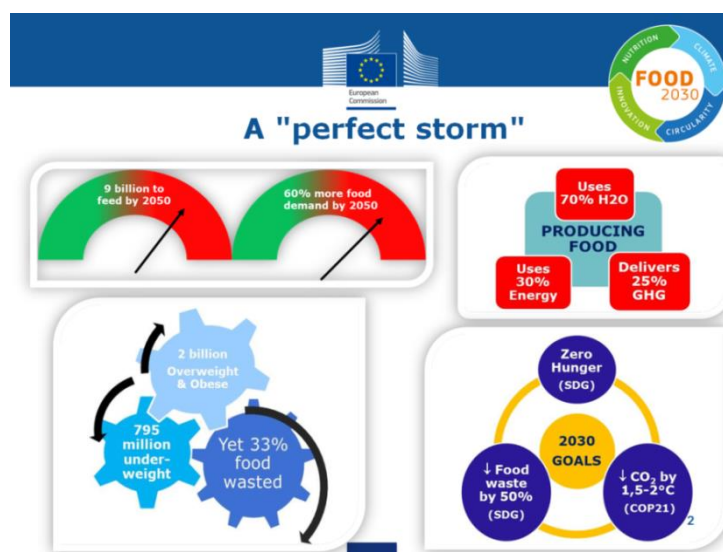 European
Commission
NUTRITION
CLIMATE
FOOD
2030
INNOVATION
CIRCULARITY
A "perfect storm"
9 billion to
feed by 2050
60% more food
demand by 2050
Uses
70% H2O
PRODUCING
FOOD
Uses
30%
Energy
Delivers
25%
GHG
2 billion
Overweight
& Obese
795
million
under-
weight
Yet 33%
food
wasted
Zero
Hunger
(SDG)
2030
GOALS
↓ Food
waste
by 50%
(SDG)
↓ CO₂ by
1,5-2°C
(COP21)
2